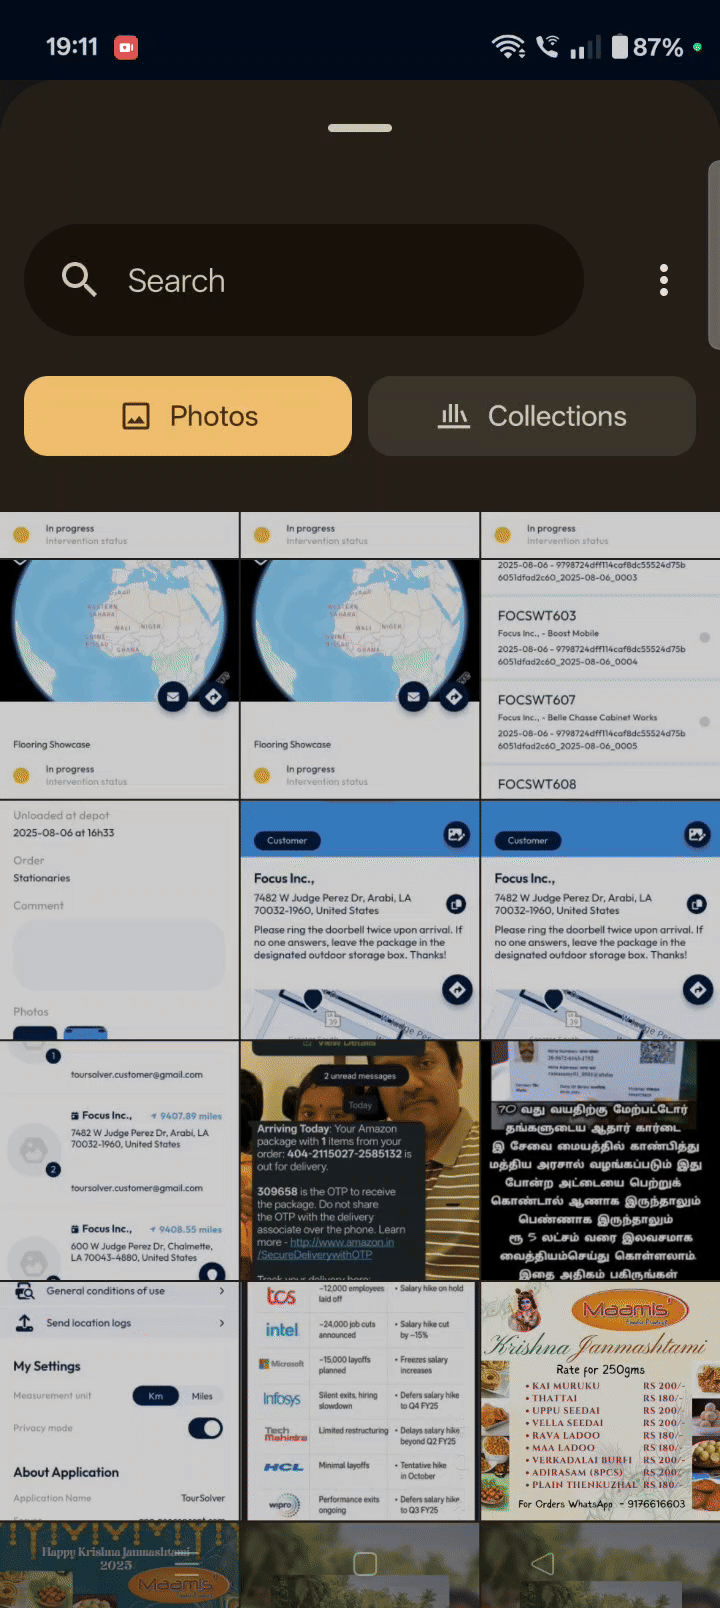 19:11
87%
Search
Photos
Collections
In progress
Intervention status
In progress
Intervention status
In progress
Intervention status
WESTERN
SAHARA
MALI NIGER
GHANA
Flooring Showcase
In progress
Intervention status
WESTERN
SAHARA
MALI NIGER
GHANA
Flooring Showcase
In progress
Intervention status
2025-08-06 - 9798724dff114caf8dc55524d75b
6051dfad2c60_2025-08-06_0003
FOCSWT603
Focus Inc., - Boost Mobile
2025-08-06 - 9798724dff114caf8dc55524d75b
6051dfad2c60_2025-08-06_0004
FOCSWT607
Focus Inc., - Belle Chasse Cabinet Works
2025-08-06 - 9798724dff114caf8dc55524d75b
6051dfad2c60_2025-08-06_0005
FOCSWT608
Unloaded at depot
2025-08-06 at 16h33
Order
Stationaries
Comment
Photos
Customer
Focus Inc.,
7482 W Judge Perez Dr, Arabi, LA
70032-1960, United States
Please ring the doorbell twice upon arrival. If
no one answers, leave the package in the
designated outdoor storage box. Thanks!
39
W Judge Per
Customer
Focus Inc.,
7482 W Judge Perez Dr, Arabi, LA
70032-1960, United States
Please ring the doorbell twice upon arrival. If
no one answers, leave the package in the
designated outdoor storage box. Thanks!
39
W Judge Pe
1
toursolver.customer@gmail.com
Focus Inc., 9407.89 miles
7482 W Judge Perez Dr, Arabi, LA
70032-1960, United States
2
toursolver.customer@gmail.com
Focus Inc., 9408.55 miles
600 W Judge Perez Dr, Chalmette,
LA 70043-4880, United States
View Details
2 unread messages
Today
Arriving Today: Your Amazon
package with 1 items from your
order: 404-2115027-2585132 is
out for delivery.
309658 is the OTP to receive
the package. Do not share
the OTP with the delivery
associate over the phone. Learn
more - http://www.amazon.in
/SecureDeliverywithOTP
Track your delivery here:
70 வது வயதிற்கு மேற்பட்டோர்
தங்களுடைய ஆதார் கார்டை
இ சேவை மையத்தில் காண்பித்து
மத்திய அரசால் வழங்கப்படும் இது
போன்ற அட்டையை பெற்றுக்
கொண்டால் ஆணாக இருந்தாலும்
பெண்ணாக இருந்தாலும்
ரூ 5 லட்சம் வரை இலவசமாக
வைத்தியம்செய்து கொள்ளலாம்.
இதை அதிகம் பகிருங்கள்
General conditions of use
Send location logs
My Settings
Measurement unit Km Miles
Privacy mode
About Application
Application Name TourSolver
tcs ~12,000 employees laid off • Salary hike on hold
intel ~24,000 job cuts announced • Salary hike cut by ~15%
Microsoft ~15,000 layoffs planned • Freezes salary increases
Infosys Silent exits, hiring slowdown • Defers salary hike to Q4 FY25
Tech Mahindra Limited restructuring • Delays salary hike beyond Q2 FY25
HCL Minimal layoffs • Tentative hike in October
wipro Performance exits ongoing • Defers salary hike to Q3 FY25
Maamis
Krishna Janmashtami
Rate for 250gms
• KAI MURUKU RS 200/-
• THATTAI RS 180/-
• UPPU SEEDAI RS 200/-
• VELLA SEEDAI RS 200/-
• RAVA LADOO RS 180/-
• MAA LADOO RS 180/-
• VERKADALAI BURFI RS 200/-
• ADIRASAM (8PCS) RS 200/-
• PLAIN THENKUZHAL RS 180/-
For Orders WhatsApp - 9176616603
Happy Krishna Janmashtami
2025
Maamis